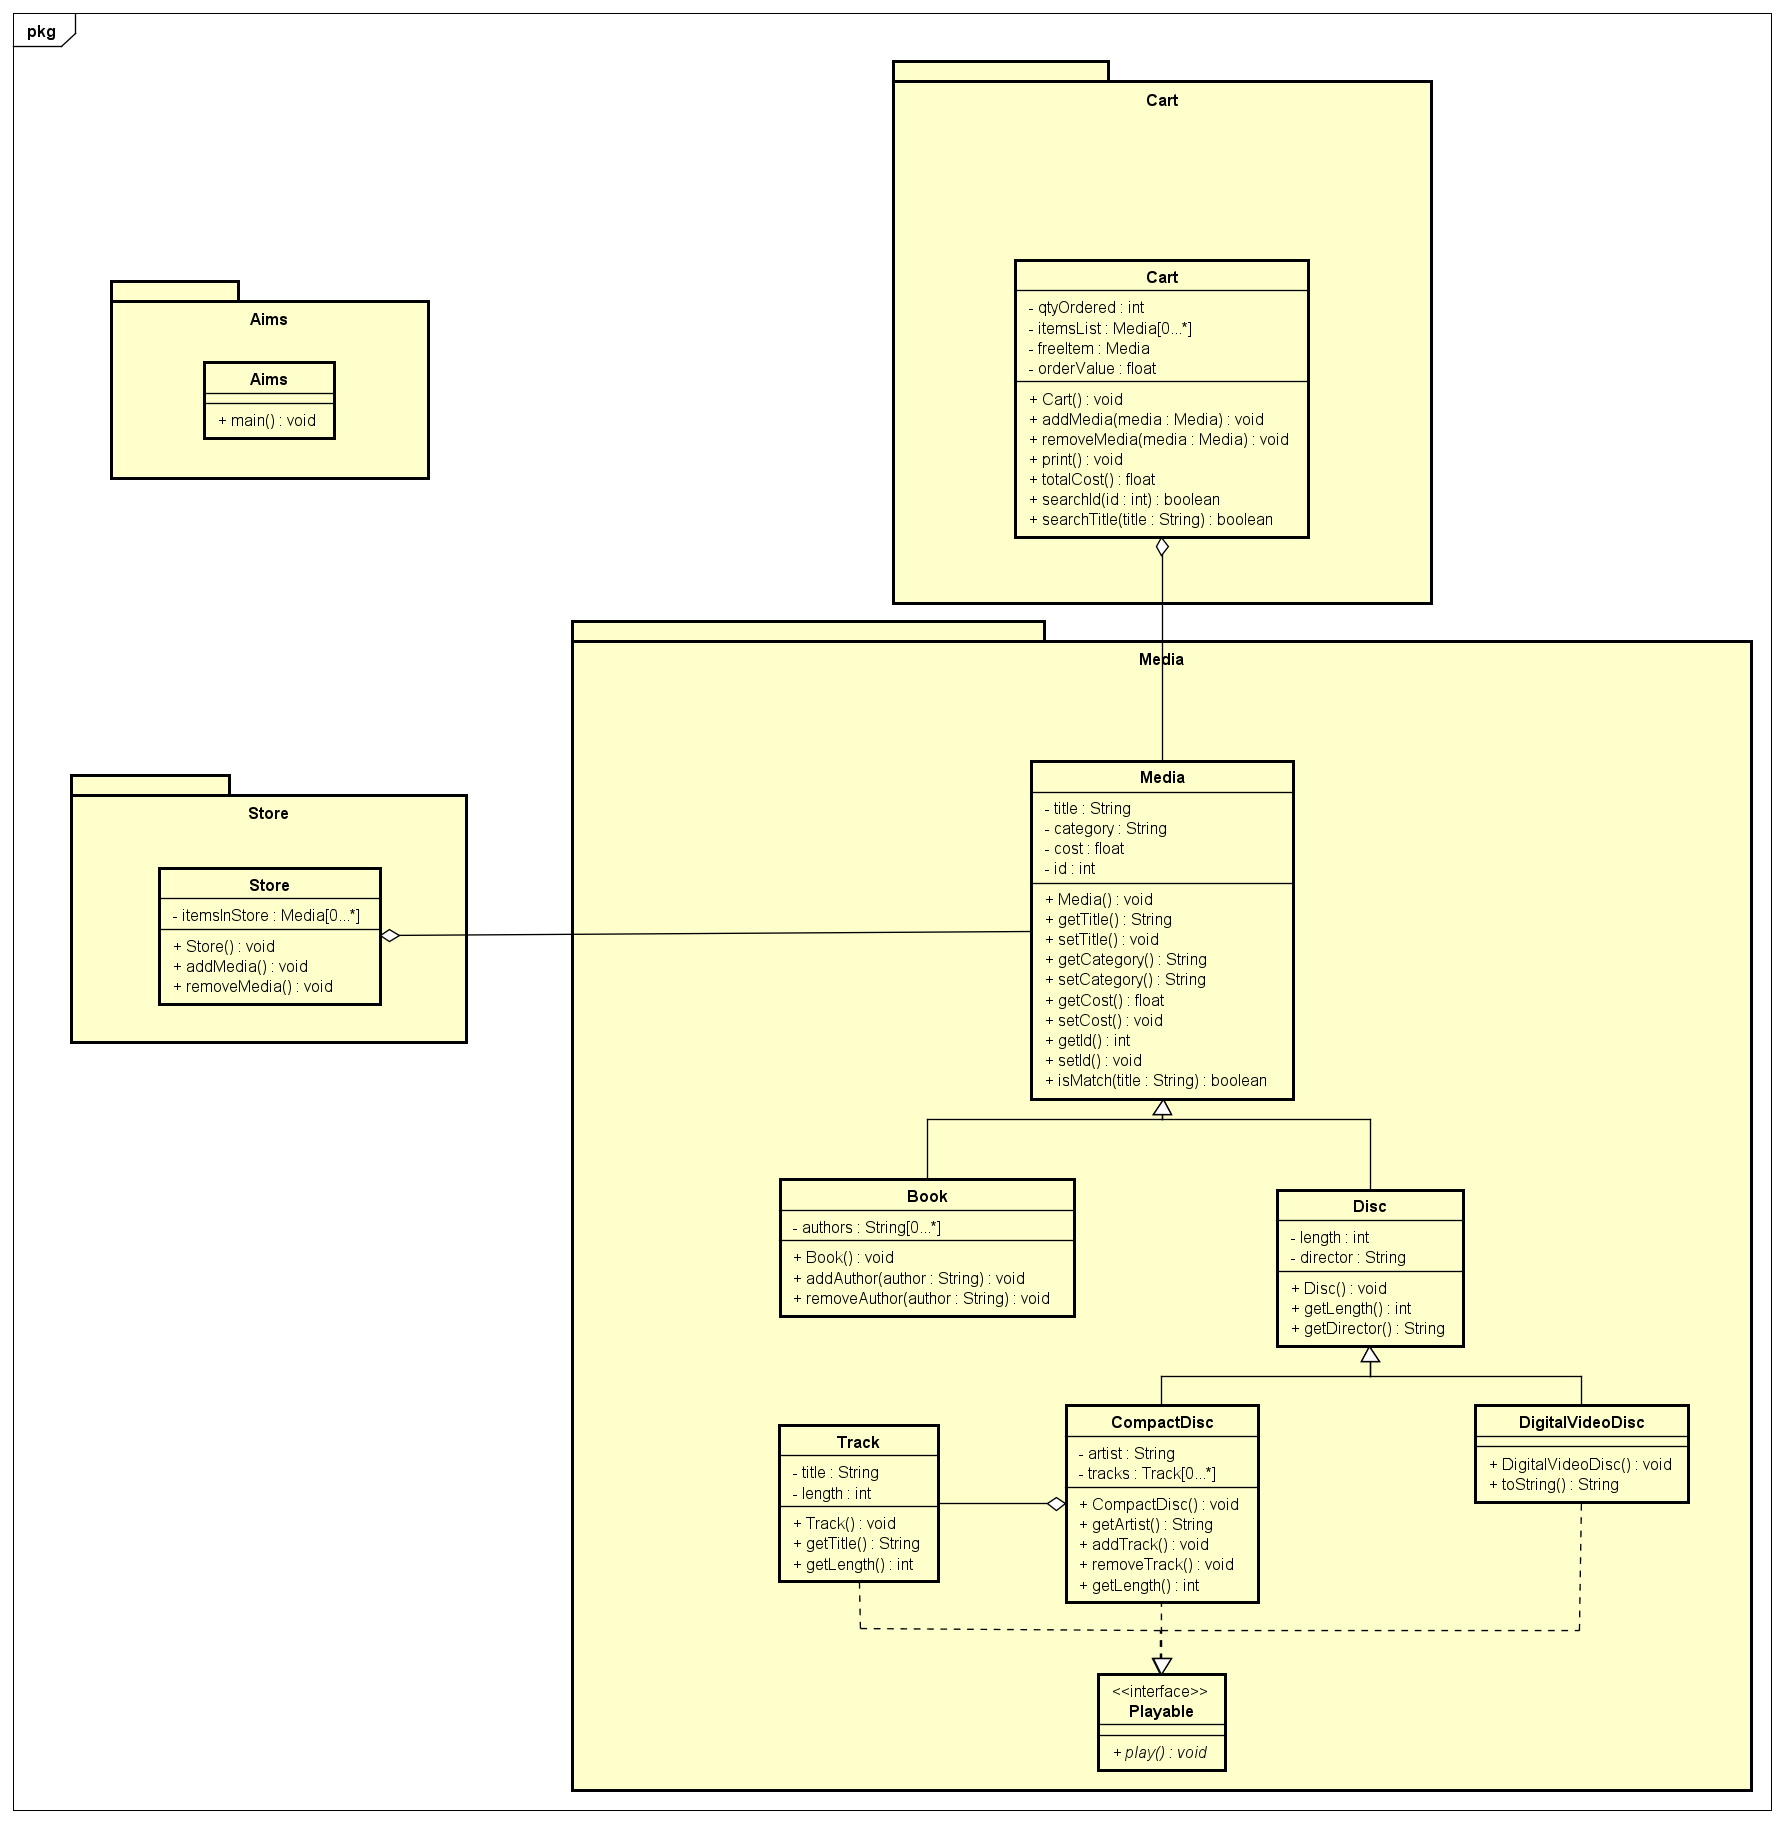 pkg
Cart
Cart
- qtyOrdered : int
- itemsList : Media[0...*]
- freeItem : Media
- orderValue : float
+ Cart() : void
+ addMedia(media : Media) : void
+ removeMedia(media : Media) : void
+ print() : void
+ totalCost() : float
+ searchId(id : int) : boolean
+ searchTitle(title : String) : boolean
Aims
Aims
+ main() : void
Media
Media
- title : String
- category : String
- cost : float
- id : int
+ Media() : void
+ getTitle() : String
+ setTitle() : void
+ getCategory() : String
+ setCategory() : String
+ getCost() : float
+ setCost() : void
+ getId() : int
+ setId() : void
+ isMatch(title : String) : boolean
Store
Store
- itemsInStore : Media[0...*]
+ Store() : void
+ addMedia() : void
+ removeMedia() : void
Book
- authors : String[0...*]
+ Book() : void
+ addAuthor(author : String) : void
+ removeAuthor(author : String) : void
Disc
- length : int
- director : String
+ Disc() : void
+ getLength() : int
+ getDirector() : String
Track
- title : String
- length : int
+ Track() : void
+ getTitle() : String
+ getLength() : int
CompactDisc
- artist : String
- tracks : Track[0...*]
+ CompactDisc() : void
+ getArtist() : String
+ addTrack() : void
+ removeTrack() : void
+ getLength() : int
DigitalVideoDisc
+ DigitalVideoDisc() : void
+ toString() : String
<<interface>>
Playable
+ play() : void